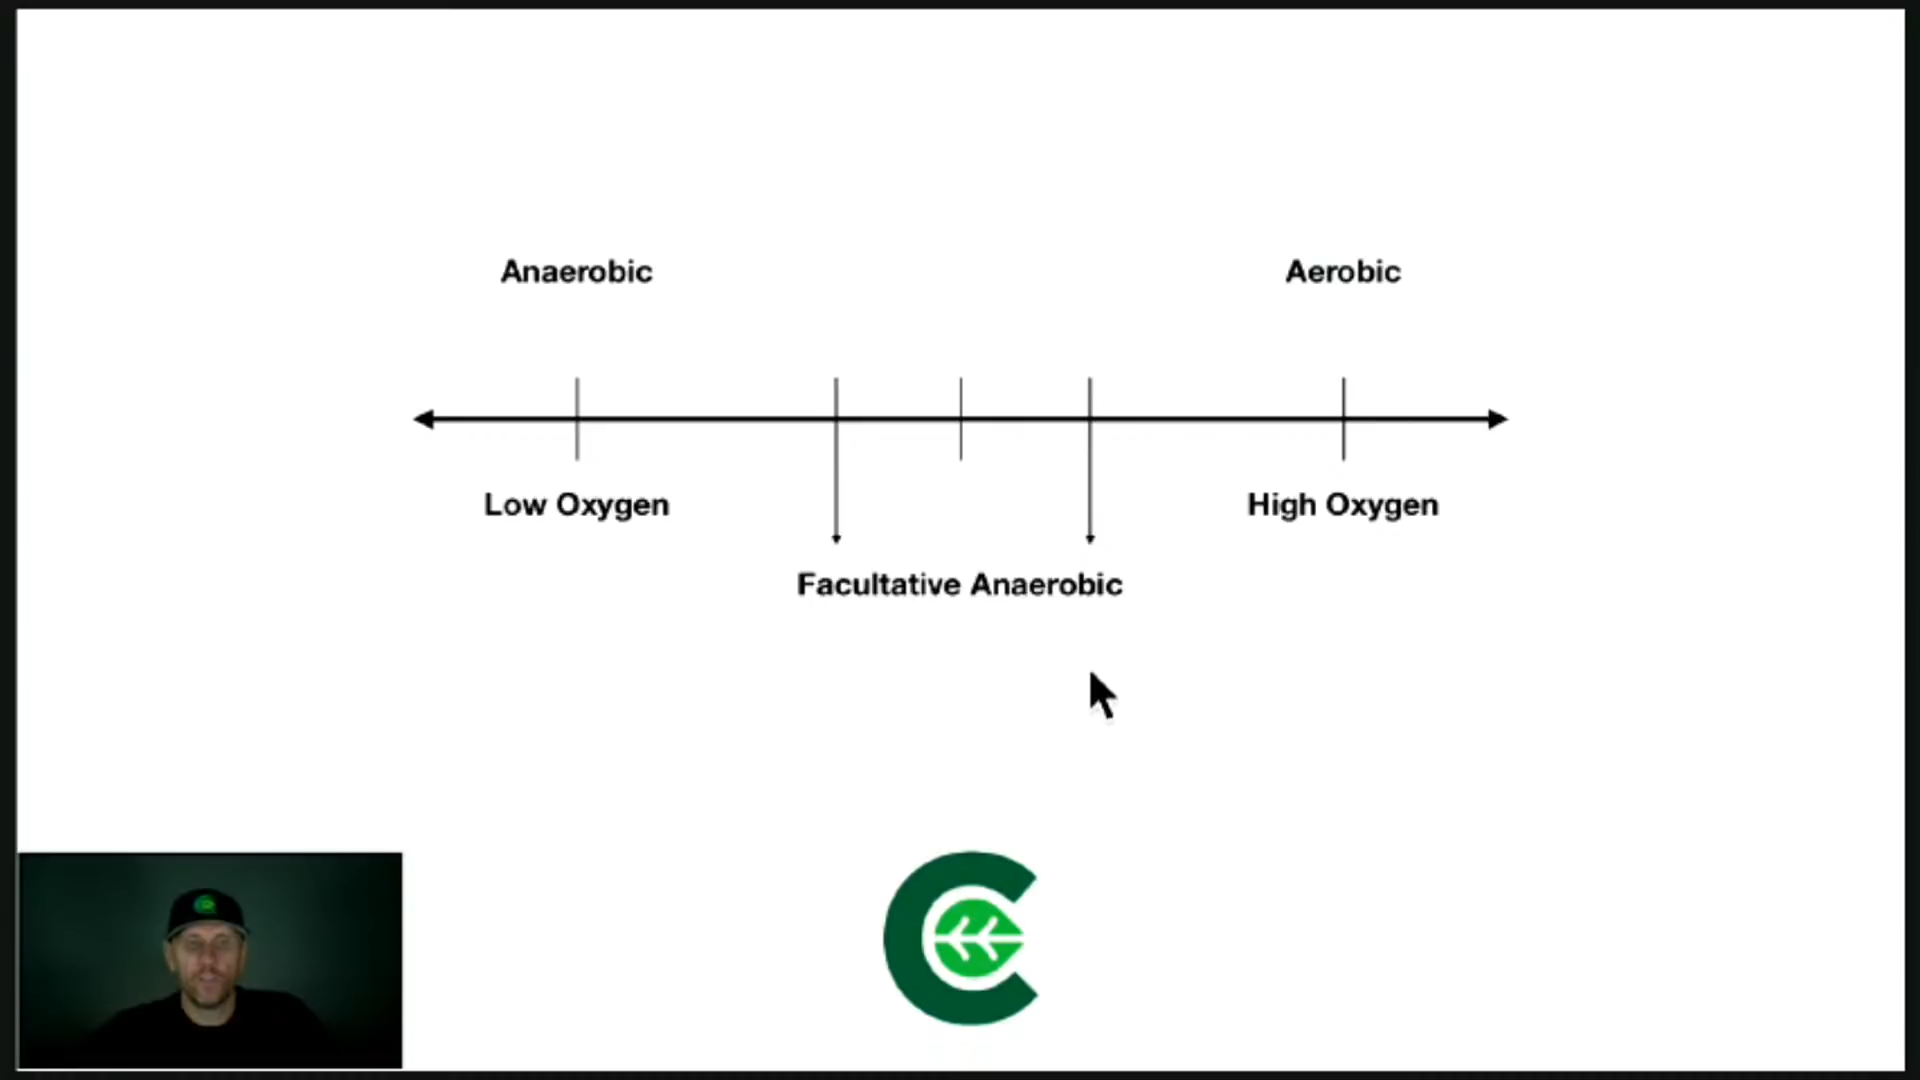 Anaerobic
Aerobic
Low Oxygen
High Oxygen
Facultative Anaerobic